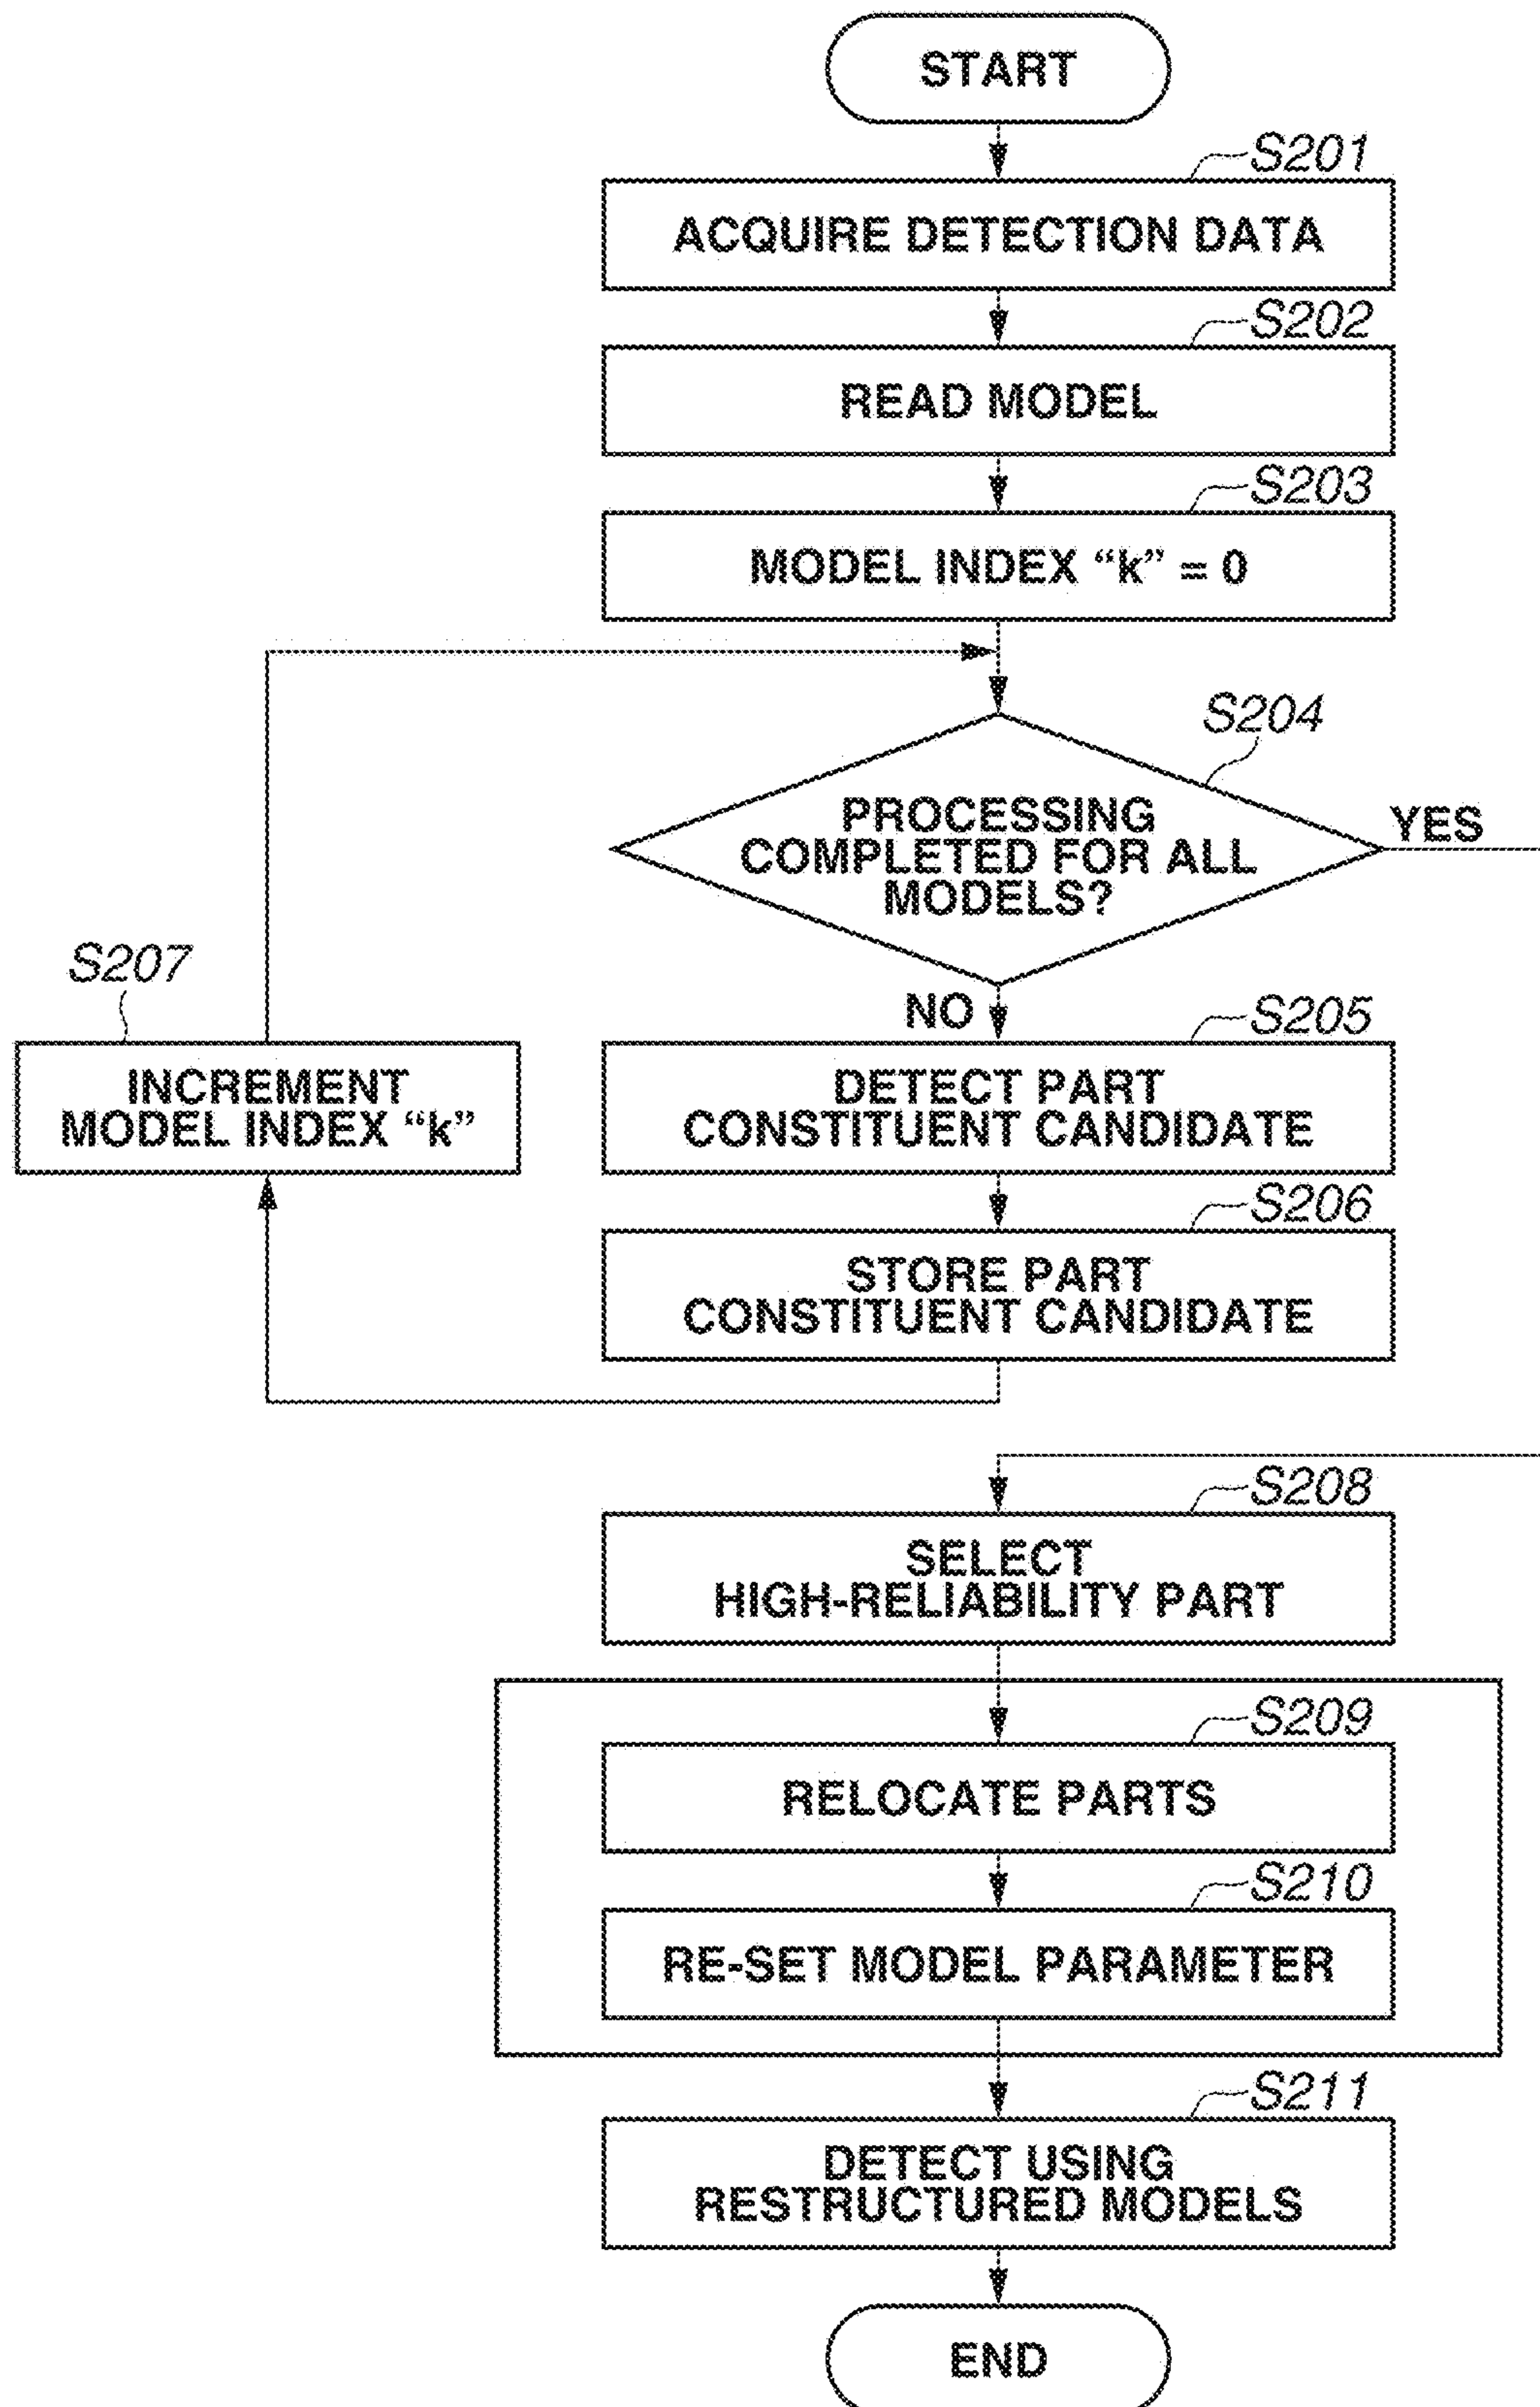 START
S201
ACQUIRE DETECTION DATA
S202
READ MODEL
S203
MODEL INDEX “k” = 0
S204
PROCESSING
COMPLETED FOR ALL
MODELS?
YES
NO
S207
INCREMENT
MODEL INDEX “k”
S205
DETECT PART
CONSTITUENT CANDIDATE
S206
STORE PART
CONSTITUENT CANDIDATE
S208
SELECT
HIGH-RELIABILITY PART
S209
RELOCATE PARTS
S210
RE-SET MODEL PARAMETER
S211
DETECT USING
RESTRUCTURED MODELS
END